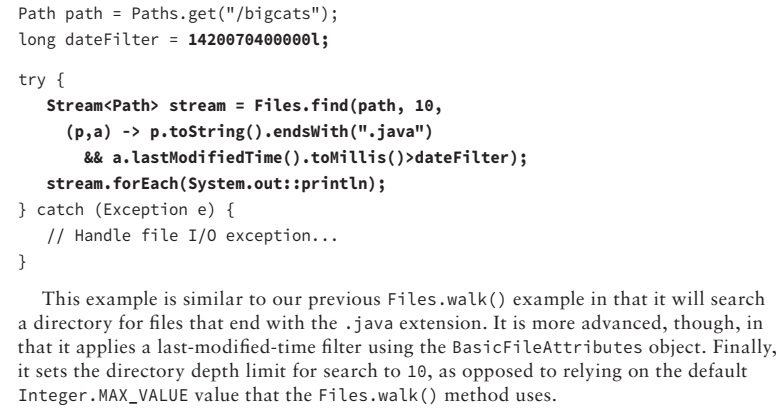 Path path = Paths.get("/bigcats");
long dateFilter = 14200704000000l;
try {
Stream<Path> stream = Files.find(path, 10,
(p,a) -> p.toString().endsWith(".java")
&& a.lastModifiedTime().toMillis()>dateFilter);
stream.forEach(System.out::println);
} catch (Exception e) {
// Handle file I/O exception...
}
This example is similar to our previous Files.walk() example in that it will search
a directory for files that end with the .java extension. It is more advanced, though, in
that it applies a last-modified-time filter using the BasicFileAttributes object. Finally,
it sets the directory depth limit for search to 10, as opposed to relying on the default
Integer.MAX_VALUE value that the Files.walk() method uses.